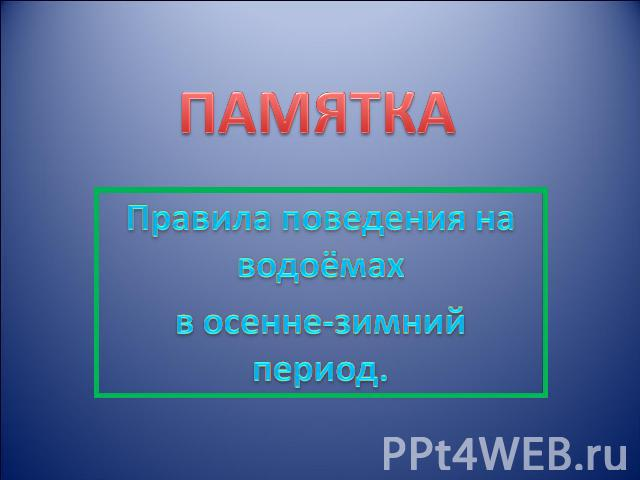 ПАМЯТКА
Правила поведения на
водоёмах
в осенне-зимний
период.
PPt4WEB.ru